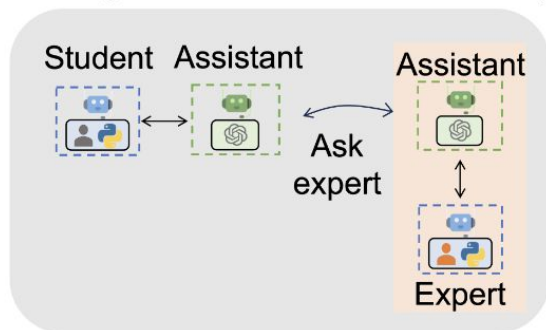 Student Assistant
Assistant
Ask
expert
Expert